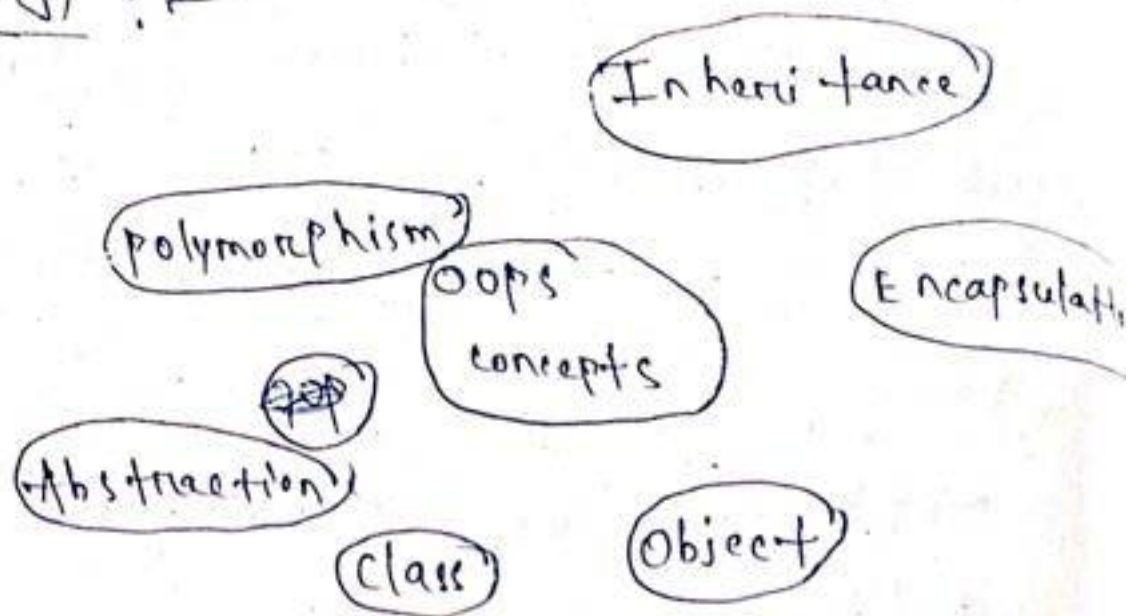 Inheritance
polymorphism
Oops
concepts
Encapsulati
Abstraction
Class
Object